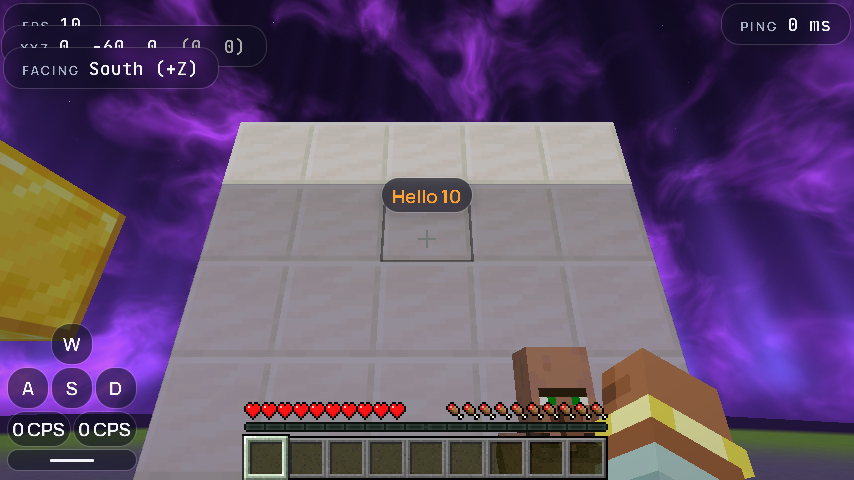 FPS 10
XYZ 0 -60 0 (0 0)
FACING South (+Z)
PING 0 ms
Hello 10
W
A S D
0 CPS 0 CPS